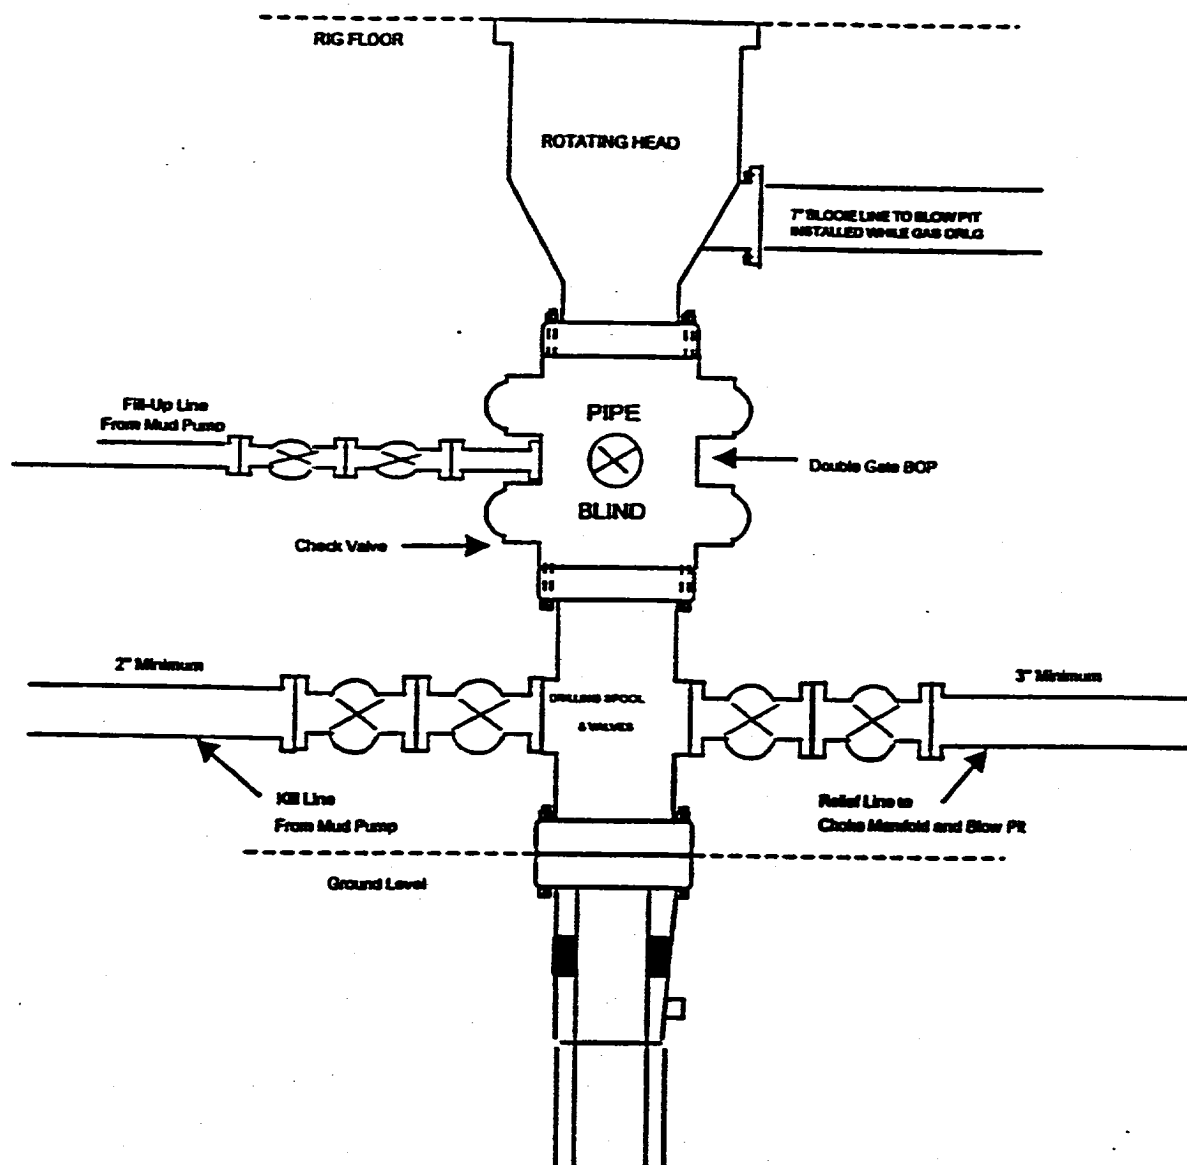 RIG FLOOR
ROTATING HEAD
7" BLOOIE LINE TO BLOW PIT
INSTALLED WHILE GAS DRLG
Fill-Up Line
From Mud Pump
PIPE
Double Gate BOP
BLIND
Check Valve
2" Minimum
3" Minimum
DRILLING SPOOL
& VALVES
Kill Line
From Mud Pump
Relief Line to
Choke Manifold and Blow Pit
Ground Level